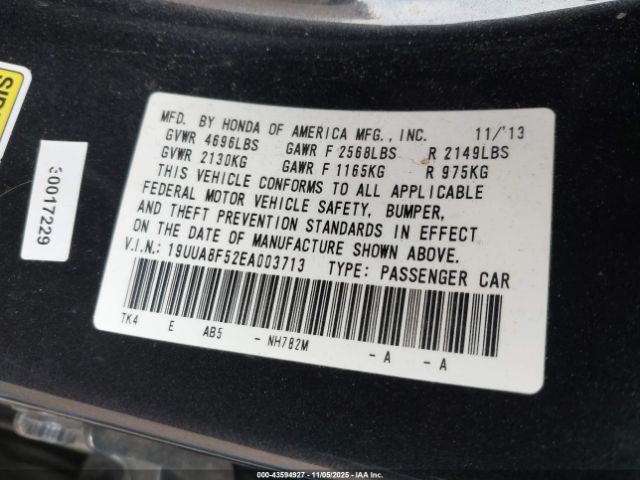 MFD. BY HONDA OF AMERICA MFG., INC. 11/'13
GVWR 4696LBS GAWR F 2568LBS R 2149LBS
GVWR 2130KG GAWR F 1165KG R 975KG
THIS VEHICLE CONFORMS TO ALL APPLICABLE
FEDERAL MOTOR VEHICLE SAFETY, BUMPER,
AND THEFT PREVENTION STANDARDS IN EFFECT
ON THE DATE OF MANUFACTURE SHOWN ABOVE.
V.I.N.: 19UUA8F52EA003713 TYPE: PASSENGER CAR
TK4 E AB5 - NH782M - A - A
000-43594927 - 11/05/2025 - IAAI, Inc.